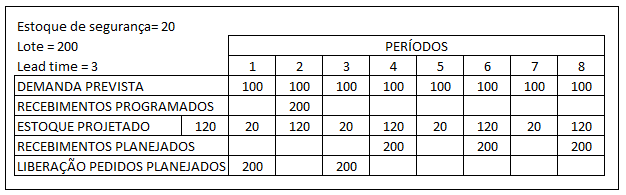 Estoque de segurança= 20
Lote = 200 PERÍODOS
Lead time = 3 1 2 3 4 5 6 7 8
DEMANDA PREVISTA 100 100 100 100 100 100 100 100
RECEBIMENTOS PROGRAMADOS 200
ESTOQUE PROJETADO 120 20 120 20 120 20 120 20 120
RECEBIMENTOS PLANEJADOS 200 200 200
LIBERAÇÃO PEDIDOS PLANEJADOS 200 200